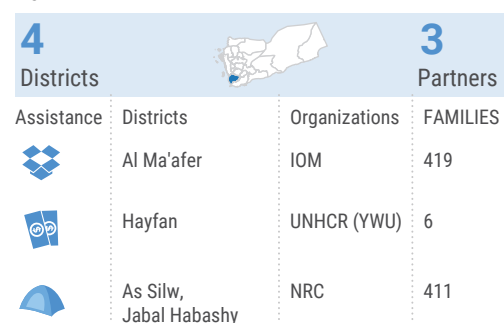 4
Districts
3
Partners
Assistance Districts Organizations FAMILIES
Al Ma'afer IOM 419
Hayfan UNHCR (YWU) 6
As Silw, NRC 411
Jabal Habashy